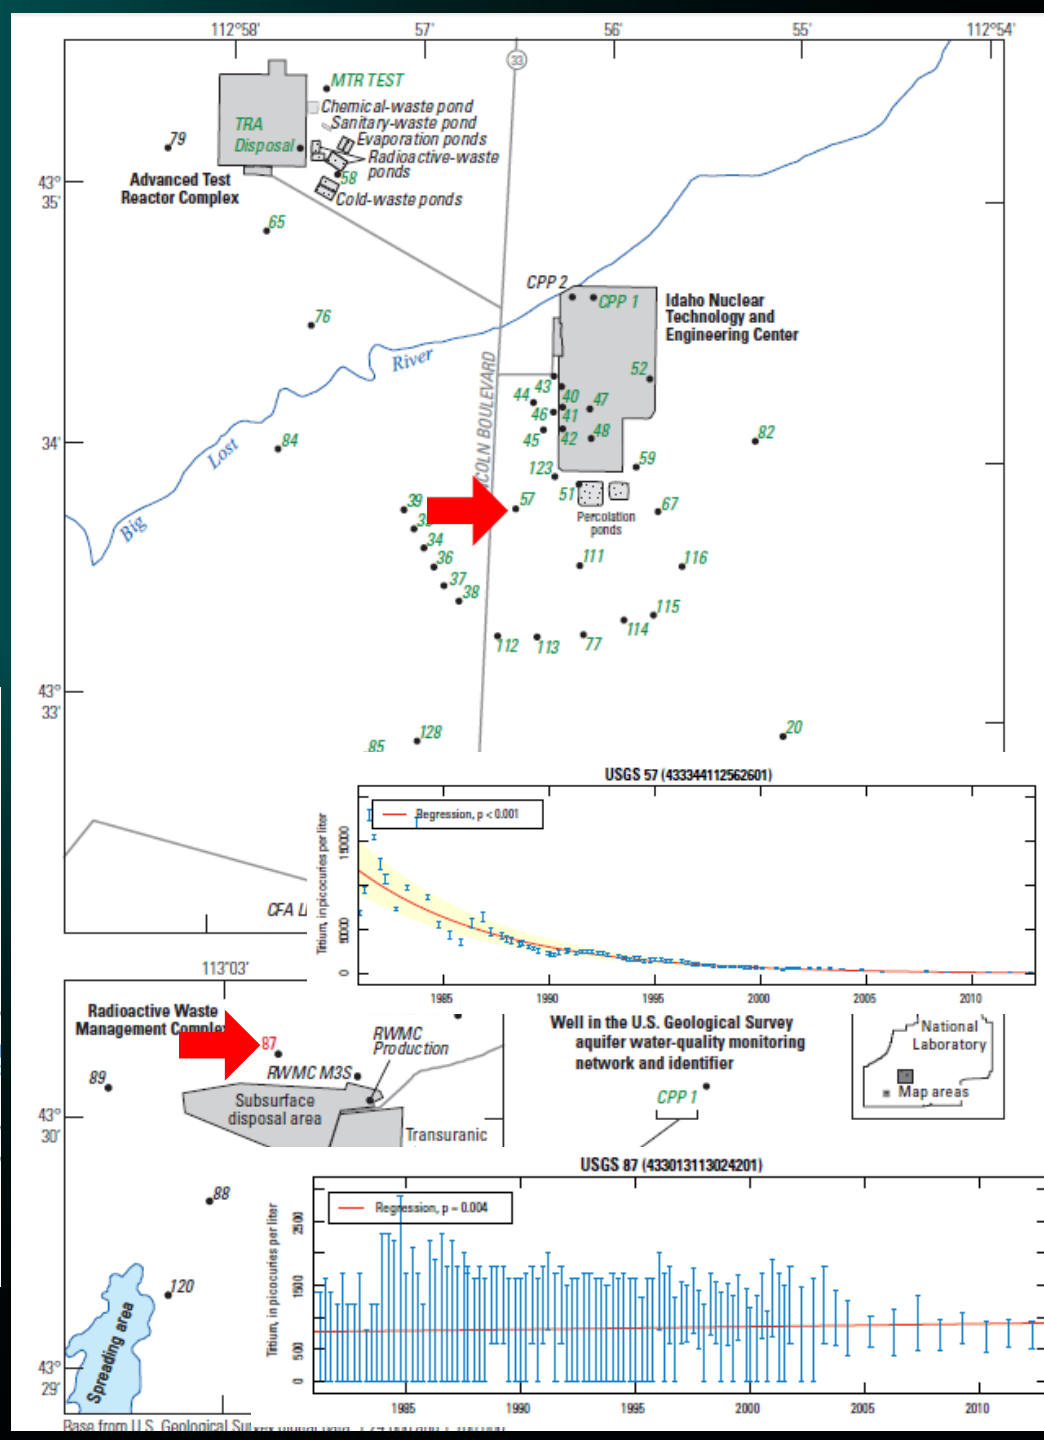 112°58'
57'
56'
55'
112°54'
33
MTR TEST
Chemical-waste pond
Sanitary-waste pond
Evaporation ponds
Radioactive-waste
ponds
TRA
Disposal
79
58
Cold-waste ponds
43°
35'
Advanced Test
Reactor Complex
65
CPP 2
CPP 1
Idaho Nuclear
Technology and
Engineering Center
76
River
52
43
44
40
47
46
41
45
42
48
LINCOLN BOULEVARD
34'
84
82
Lost
59
123
51
39
57
67
Big
Percolation
ponds
34
36
111
116
37
38
115
114
112
113
77
43°
33'
128
20
85
USGS 57 (433344112562601)
Regression, p < 0.001
Tritium, in picocuries per liter
150000
50000
0
1985
1990
1995
2000
2005
2010
CFA
113°03'
Radioactive Waste
Management Complex
87
RWMC
Production
RWMC M3S
89
Subsurface
disposal area
Transuranic
43°
30'
Well in the U.S. Geological Survey
aquifer water-quality monitoring
network and identifier
CPP 1
National
Laboratory
Map areas
88
120
Spreading area
43°
29'
USGS 87 (433013113024201)
Regression, p = 0.004
Tritium, in picocuries per liter
2500
1500
500
0
1985
1990
1995
2000
2005
2010
Base from U.S. Geological Survey